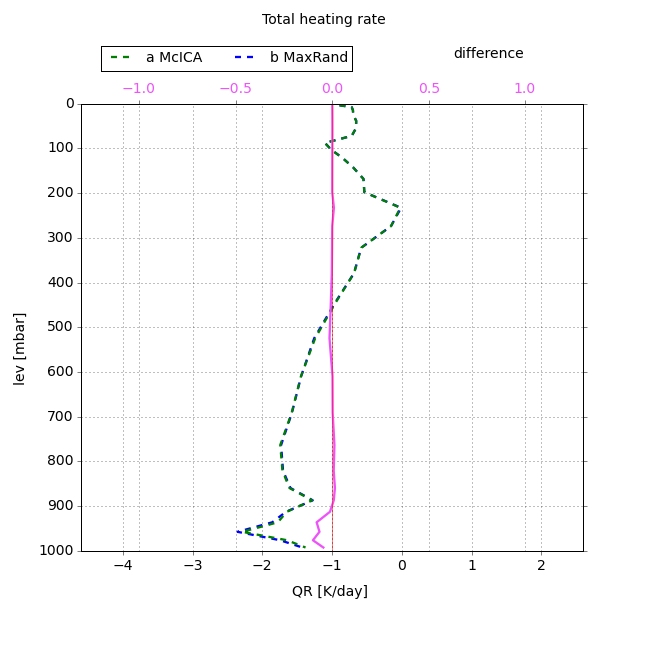 Total heating rate
a McICA b MaxRand
difference
−1.0 −0.5 0.0 0.5 1.0
0
100
200
300
400
500
600
700
800
900
1000
lev [mbar]
−4 −3 −2 −1 0 1 2
QR [K/day]